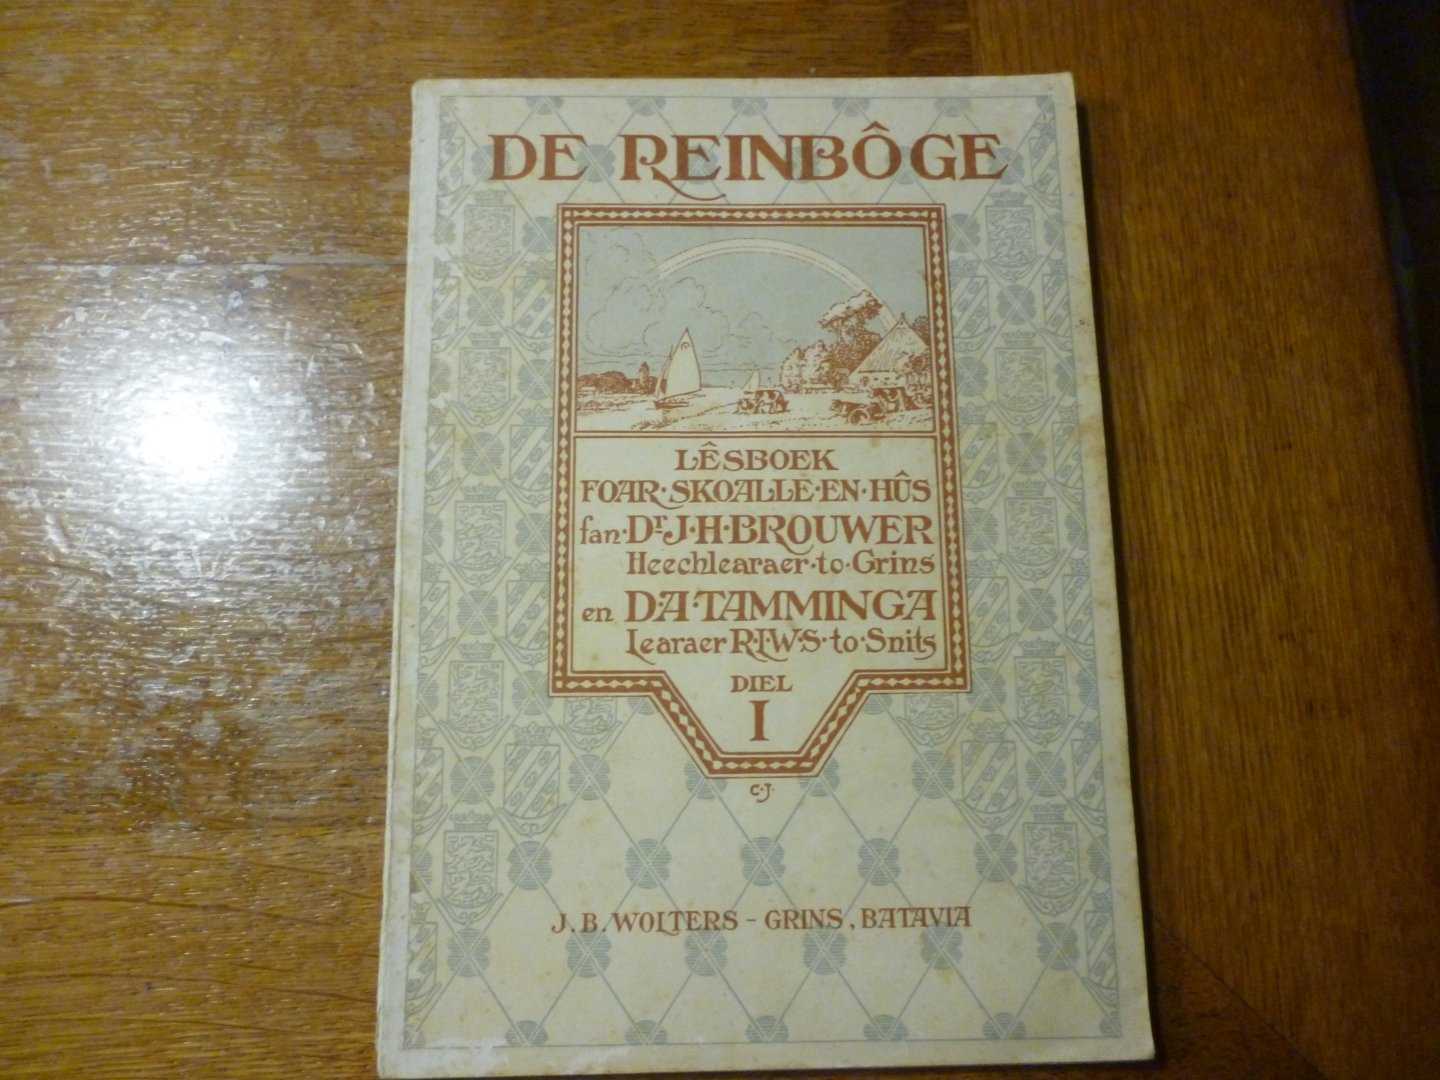 DE REINBÔGE
LÊSBOEK
FOAR·SKOALLE·EN·HÛS
fan·Dr·J·H·BROUWER
Heechlearaer·to·Grins
en D·A·TAMMINGA
Learaer R·I·W·S·to·Snits
DIEL
I
C·J·
J. B. WOLTERS - GRINS, BATAVIA